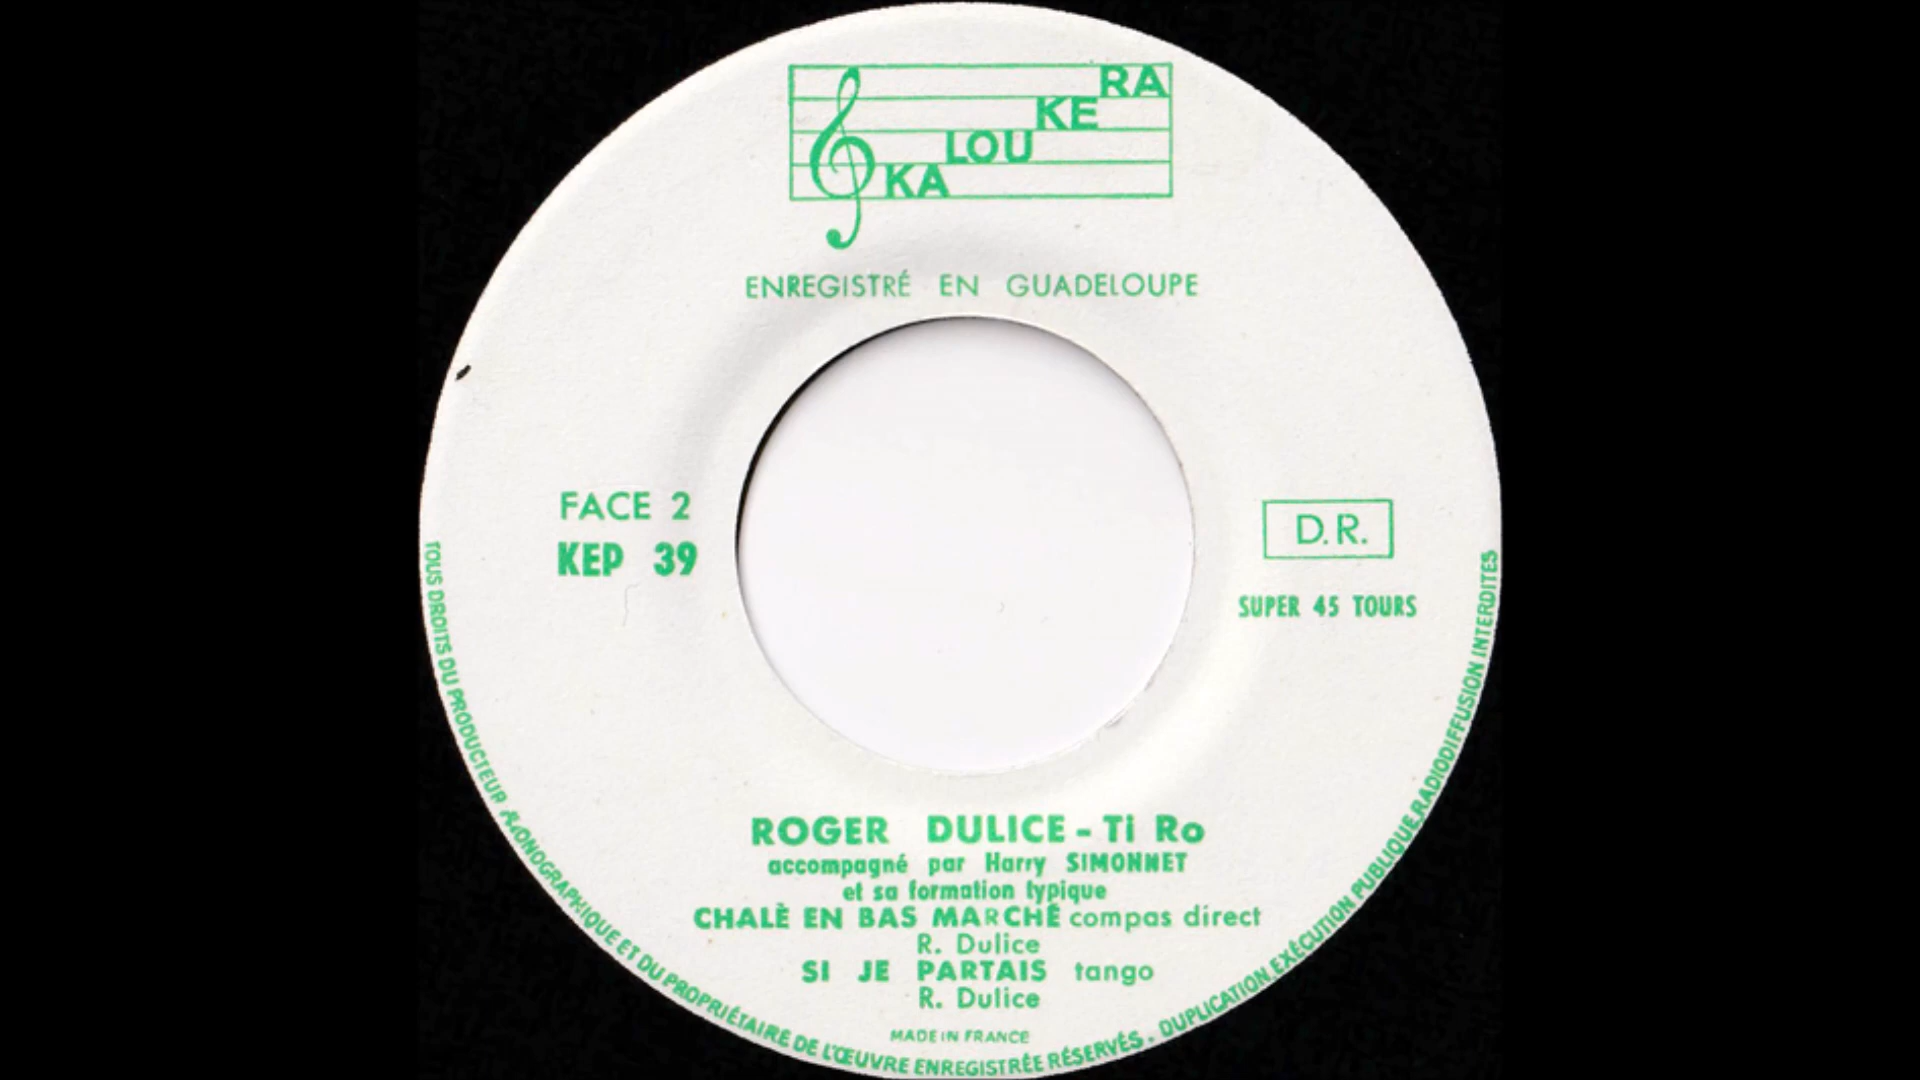 KA LOU KE RA
ENREGISTRÉ EN GUADELOUPE
FACE 2
KEP 39
D.R.
SUPER 45 TOURS
ROGER DULICE - Ti Ro
accompagné par Harry SIMONNET
et sa formation typique
CHALÈ EN BAS MARCHÉ compas direct
R. Dulice
SI JE PARTAIS tango
R. Dulice
MADE IN FRANCE
TOUS DROITS DU PRODUCTEUR PHONOGRAPHIQUE ET DU PROPRIÉTAIRE DE L'ŒUVRE ENREGISTRÉE RÉSERVÉS. DUPLICATION, EXÉCUTION PUBLIQUE, RADIODIFFUSION INTERDITES